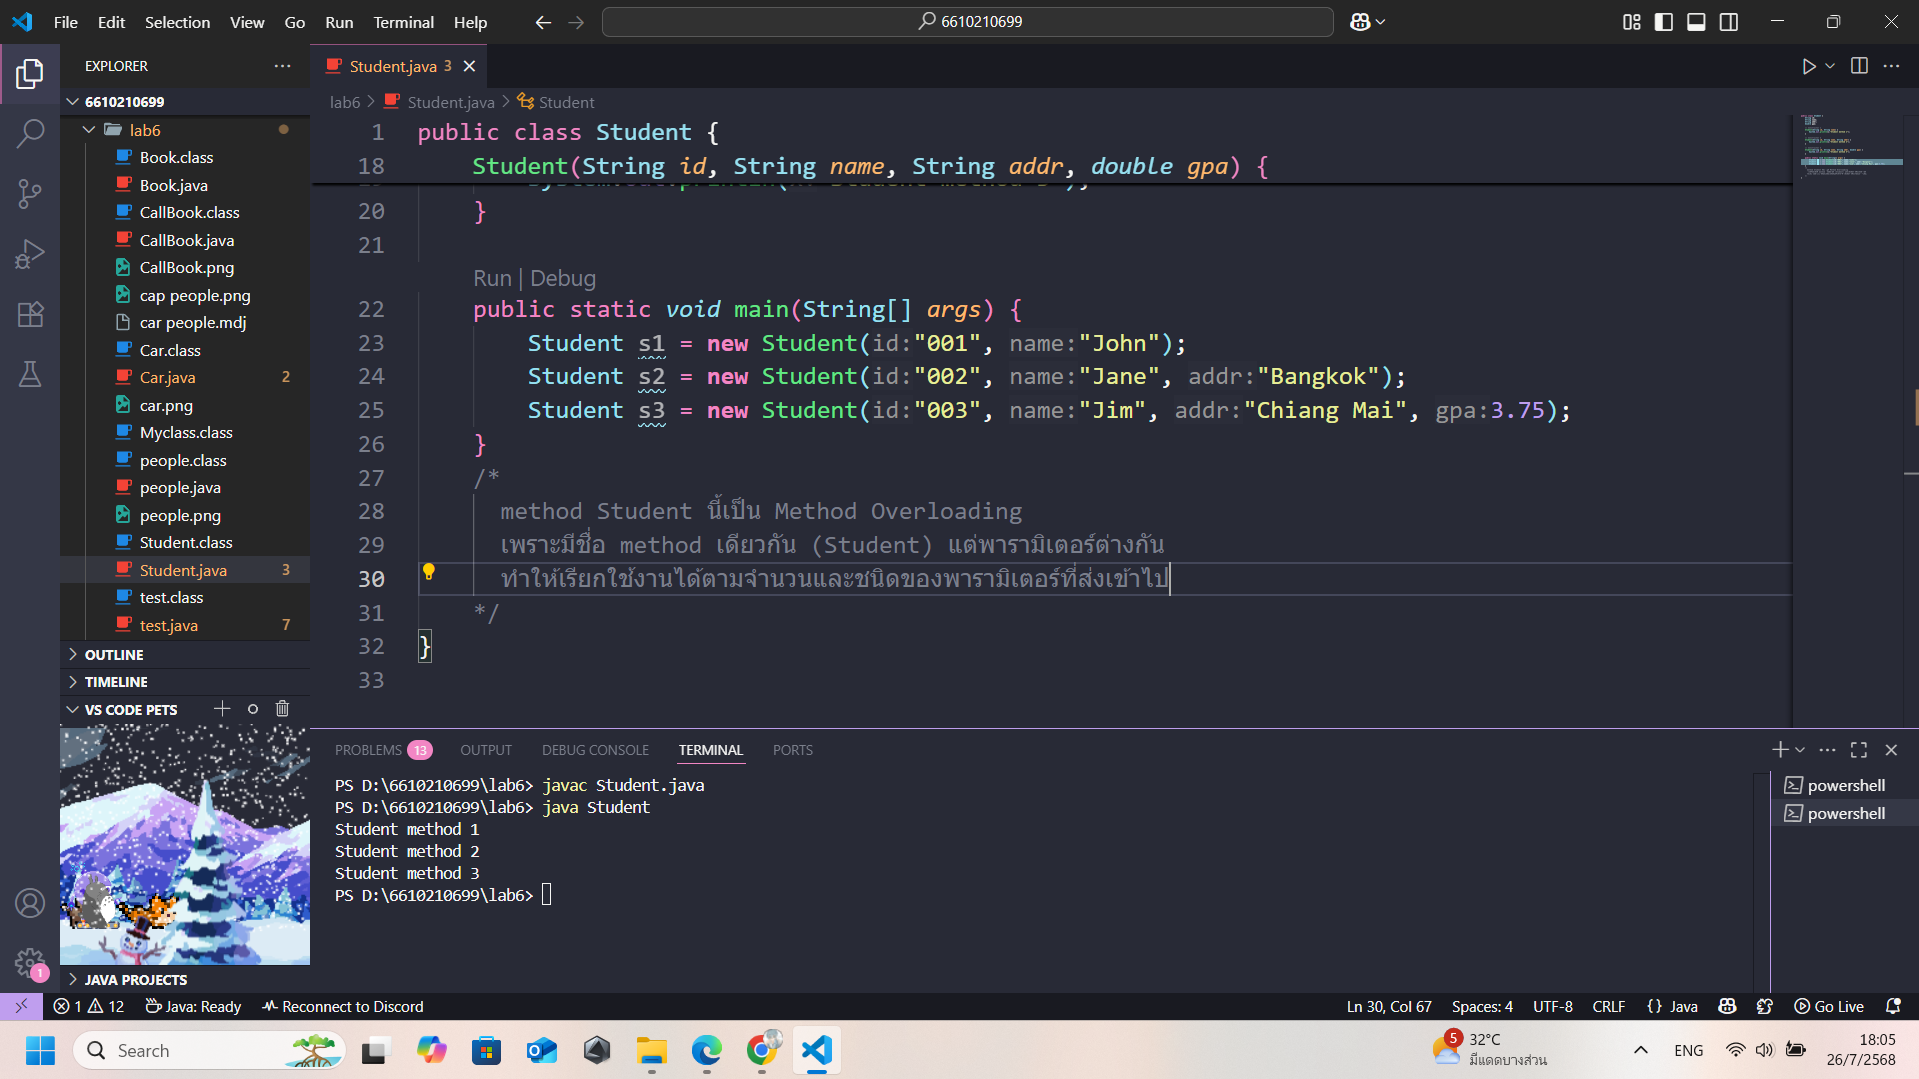 File Edit Selection View Go Run Terminal Help
6610210699
EXPLORER
6610210699
lab6
Book.class
Book.java
CallBook.class
CallBook.java
CallBook.png
cap people.png
car people.mdj
Car.class
Car.java 2
car.png
Myclass.class
people.class
people.java
people.png
Student.class
Student.java 3
test.class
test.java 7
OUTLINE
TIMELINE
VS CODE PETS
JAVA PROJECTS
Student.java 3
lab6 > Student.java > Student
1 public class Student {
18 Student(String id, String name, String addr, double gpa) {
20 }
21
Run | Debug
22 public static void main(String[] args) {
23 Student s1 = new Student(id:"001", name:"John");
24 Student s2 = new Student(id:"002", name:"Jane", addr:"Bangkok");
25 Student s3 = new Student(id:"003", name:"Jim", addr:"Chiang Mai", gpa:3.75);
26 }
27 /*
28 method Student นี้เป็น Method Overloading
29 เพราะมีชื่อ method เดียวกัน (Student) แต่พารามิเตอร์ต่างกัน
30 ทำให้เรียกใช้งานได้ตามจำนวนและชนิดของพารามิเตอร์ที่ส่งเข้าไป
31 */
32 }
33
PROBLEMS 13 OUTPUT DEBUG CONSOLE TERMINAL PORTS
PS D:\6610210699\lab6> javac Student.java
PS D:\6610210699\lab6> java Student
Student method 1
Student method 2
Student method 3
PS D:\6610210699\lab6>
powershell
powershell
1
1 12 Java: Ready Reconnect to Discord
Ln 30, Col 67 Spaces: 4 UTF-8 CRLF {} Java Go Live
Search
5 32°C
มีแดดบางส่วน
ENG
18:05
26/7/2568